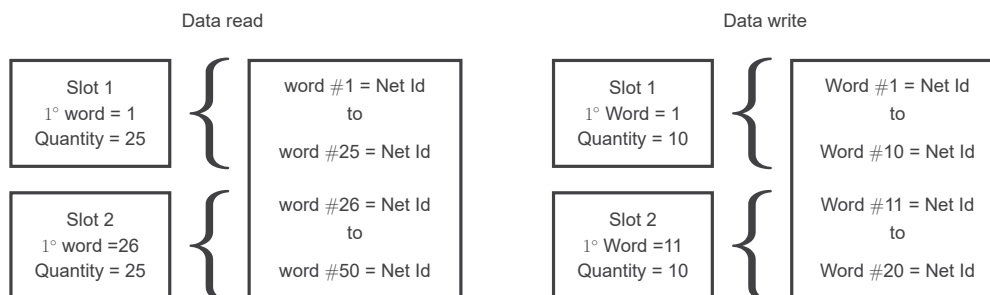 Data read
Slot 1
1° word = 1
Quantity = 25
word #1 = Net Id
to
word #25 = Net Id
Slot 2
1° word =26
Quantity = 25
word #26 = Net Id
to
word #50 = Net Id
Data write
Slot 1
1° Word = 1
Quantity = 10
Word #1 = Net Id
to
Word #10 = Net Id
Slot 2
1° Word =11
Quantity = 10
Word #11 = Net Id
to
Word #20 = Net Id